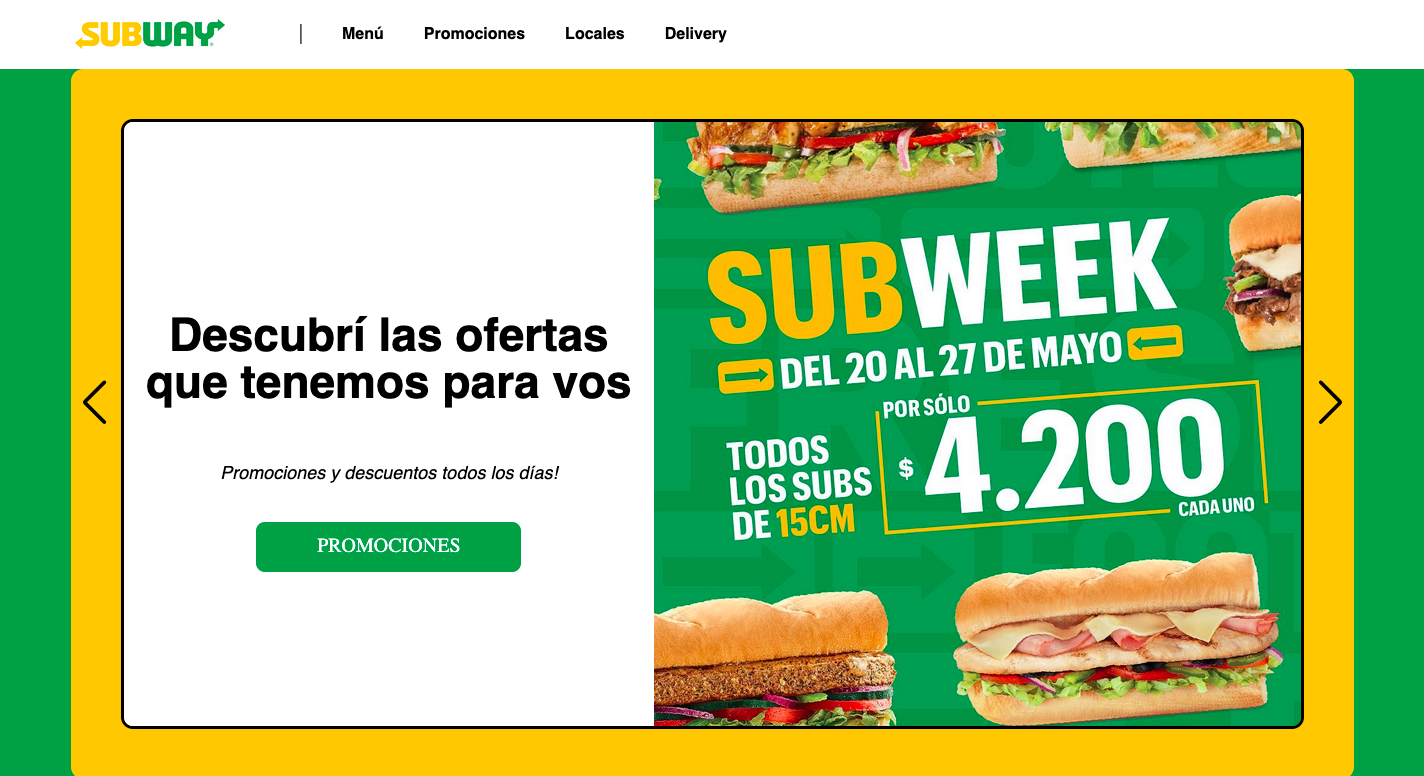 SUBWAY
Menú
Promociones
Locales
Delivery
Descubrí las ofertas
que tenemos para vos
Promociones y descuentos todos los días!
PROMOCIONES
SUBWEEK
DEL 20 AL 27 DE MAYO
POR SÓLO
TODOS
LOS SUBS
DE 15CM
$ 4.200
CADA UNO